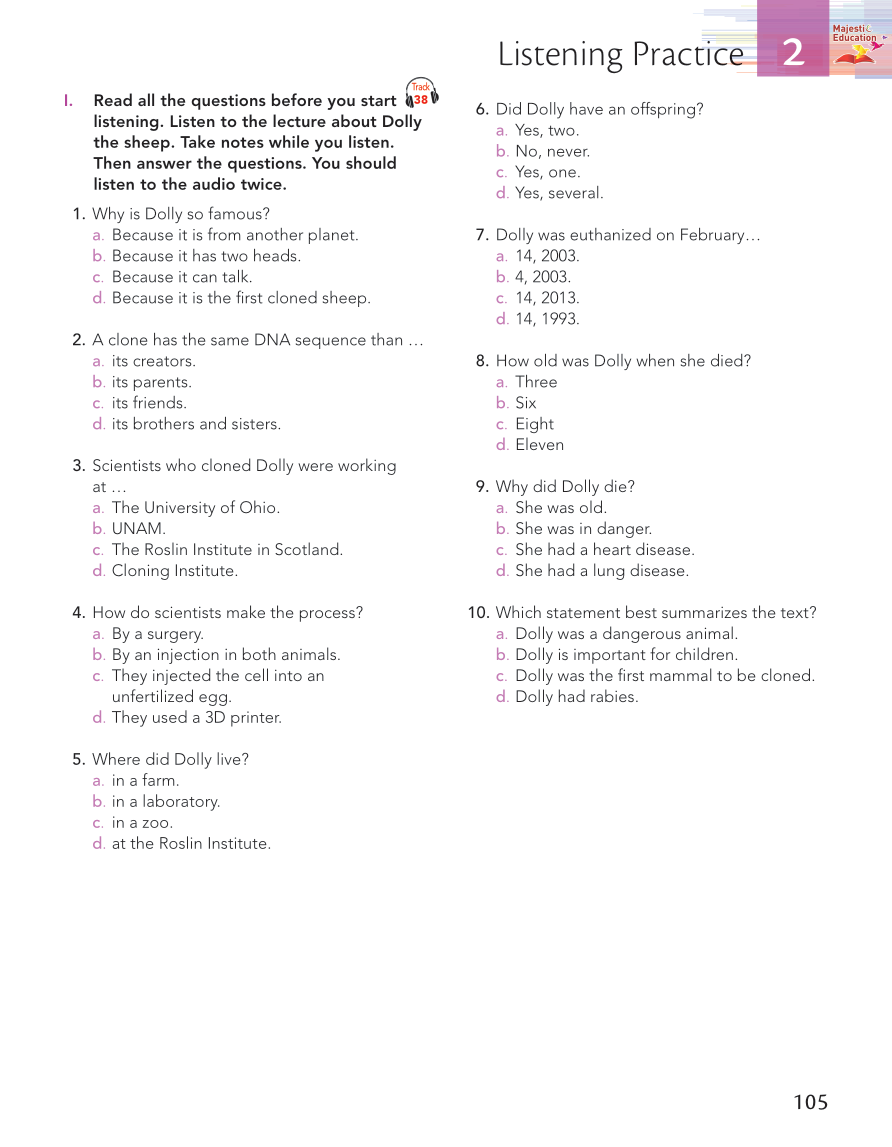 Listening Practice 2
Majestic
Education
I. Read all the questions before you start
Track
38
listening. Listen to the lecture about Dolly
the sheep. Take notes while you listen.
Then answer the questions. You should
listen to the audio twice.
1. Why is Dolly so famous?
a. Because it is from another planet.
b. Because it has two heads.
c. Because it can talk.
d. Because it is the first cloned sheep.
2. A clone has the same DNA sequence than …
a. its creators.
b. its parents.
c. its friends.
d. its brothers and sisters.
3. Scientists who cloned Dolly were working
at …
a. The University of Ohio.
b. UNAM.
c. The Roslin Institute in Scotland.
d. Cloning Institute.
4. How do scientists make the process?
a. By a surgery.
b. By an injection in both animals.
c. They injected the cell into an
unfertilized egg.
d. They used a 3D printer.
5. Where did Dolly live?
a. in a farm.
b. in a laboratory.
c. in a zoo.
d. at the Roslin Institute.
6. Did Dolly have an offspring?
a. Yes, two.
b. No, never.
c. Yes, one.
d. Yes, several.
7. Dolly was euthanized on February…
a. 14, 2003.
b. 4, 2003.
c. 14, 2013.
d. 14, 1993.
8. How old was Dolly when she died?
a. Three
b. Six
c. Eight
d. Eleven
9. Why did Dolly die?
a. She was old.
b. She was in danger.
c. She had a heart disease.
d. She had a lung disease.
10. Which statement best summarizes the text?
a. Dolly was a dangerous animal.
b. Dolly is important for children.
c. Dolly was the first mammal to be cloned.
d. Dolly had rabies.
105